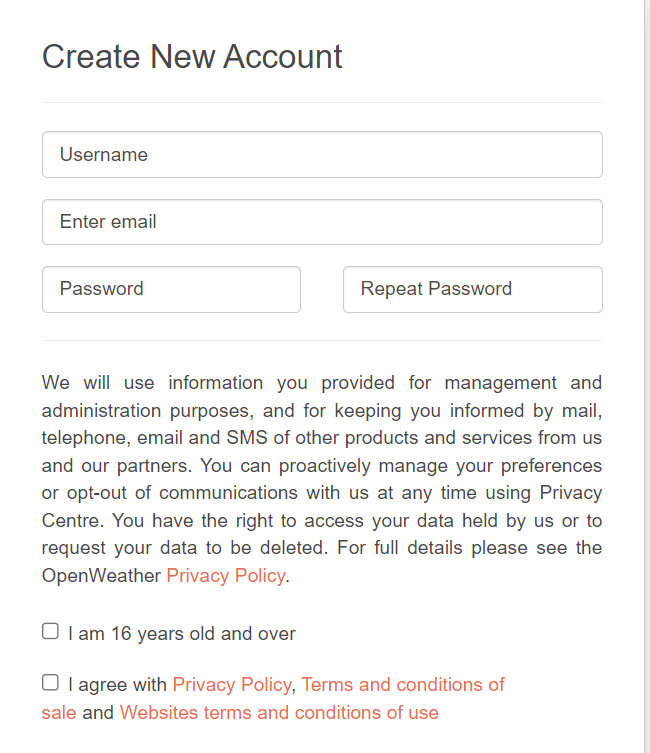 Create New Account
Username
Enter email
Password
Repeat Password
We will use information you provided for management and
administration purposes, and for keeping you informed by mail,
telephone, email and SMS of other products and services from us
and our partners. You can proactively manage your preferences
or opt-out of communications with us at any time using Privacy
Centre. You have the right to access your data held by us or to
request your data to be deleted. For full details please see the
OpenWeather Privacy Policy.
I am 16 years old and over
I agree with Privacy Policy, Terms and conditions of
sale and Websites terms and conditions of use